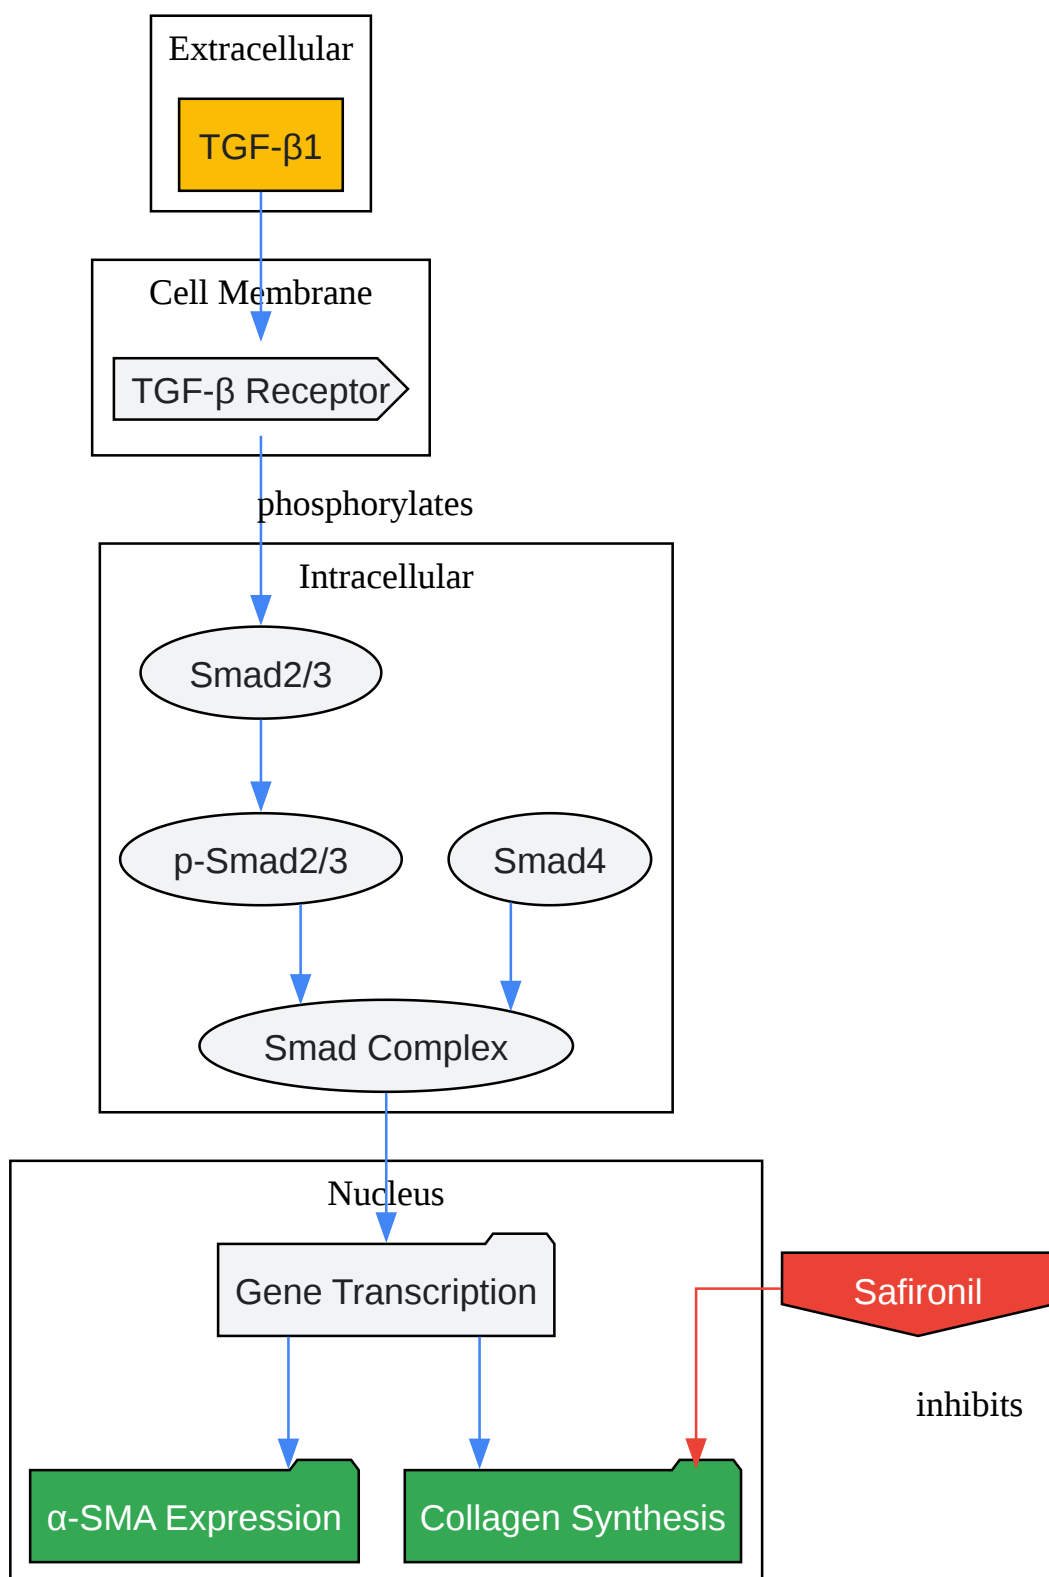 Extracellular
TGF-β1
Cell Membrane
TGF-β Receptor
phosphorylates
Intracellular
Smad2/3
p-Smad2/3
Smad4
Smad Complex
Nucleus
Gene Transcription
Safironil
inhibits
α-SMA Expression
Collagen Synthesis